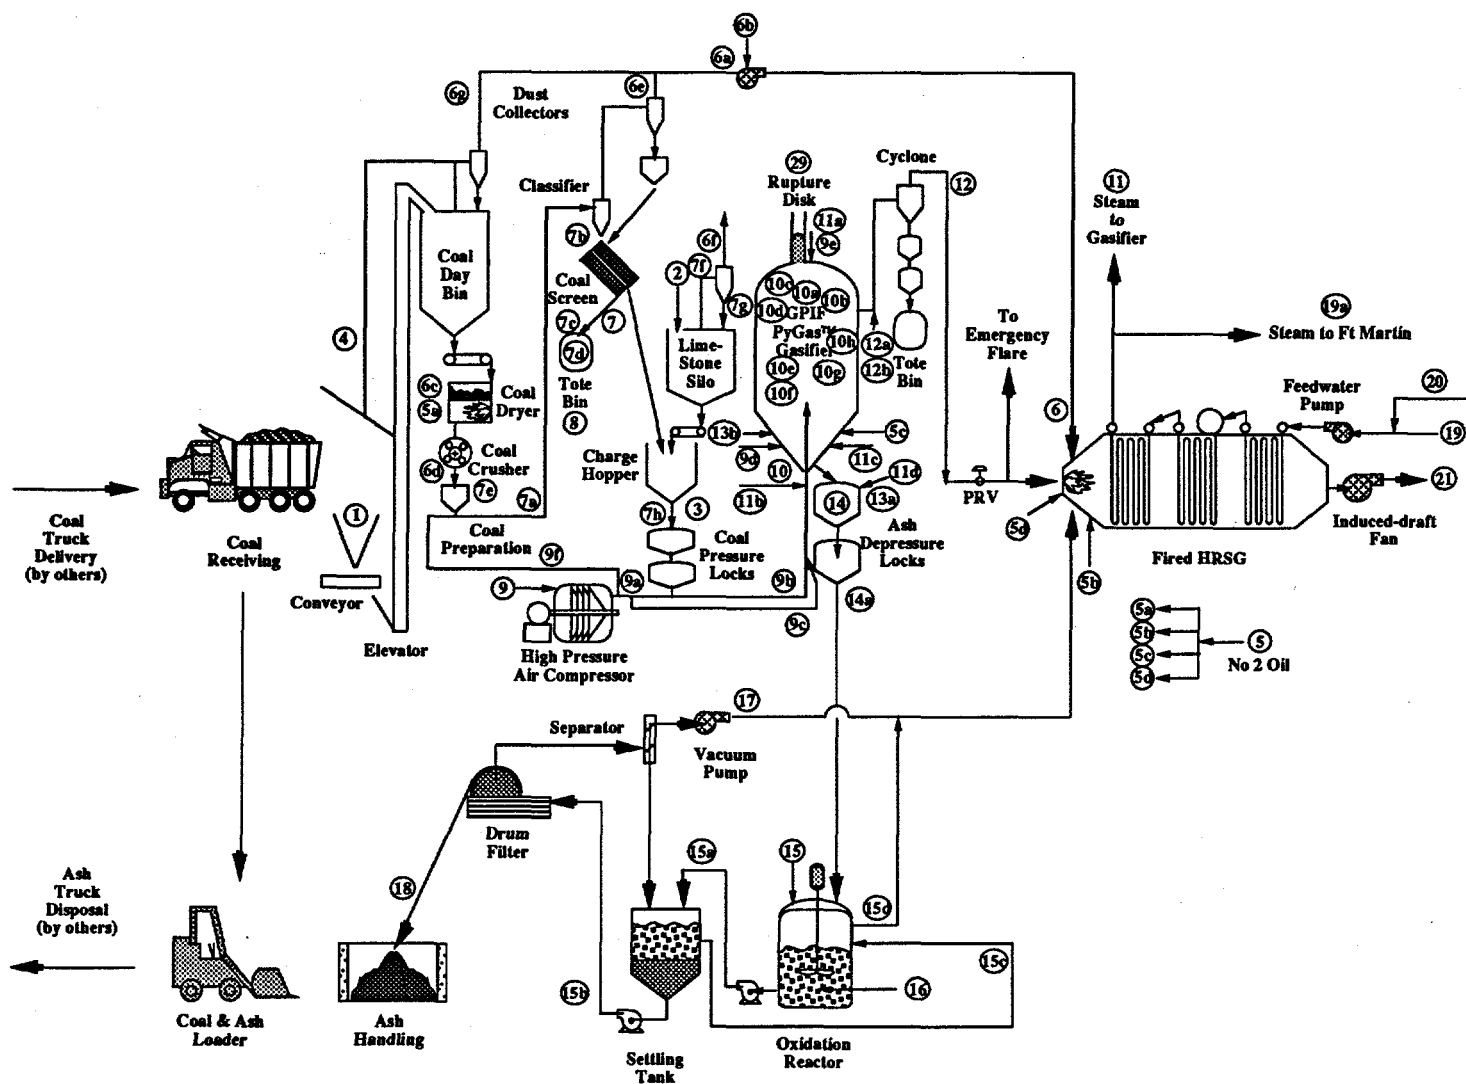 6b
6a
6g
Dust
Collectors
6e
Classifier
7b
Coal
Screen
7c
7
7d
Tote
Bin
8
Coal
Day
Bin
4
6c
5a
Coal
Dryer
6d
Coal
Crusher
7e
7a
Coal
Preparation
9f
6f
2
7f
7g
Lime-
Stone
Silo
Charge
Hopper
7h
3
Coal
Pressure
Locks
29
Rupture
Disk
11a
9e
10c
10a
10b
10d
GPIF
PyGas™
Gasifier
10h
10e
10g
10f
Cyclone
12
12a
12b
Tote
Bin
13b
9d
10
11b
5c
11c
11d
13a
14
Ash
Depressure
Locks
14a
9
9a
9b
9c
High Pressure
Air Compressor
To
Emergency
Flare
PRV
11
Steam
to
Gasifier
19a
Steam to Ft Martin
Feedwater
Pump
20
19
6
21
Induced-draft
Fan
Fired HRSG
5d
5b
5a
5b
5c
5d
5
No 2 Oil
Coal
Truck
Delivery
(by others)
Coal
Receiving
1
Conveyor
Elevator
17
Separator
Vacuum
Pump
Drum
Filter
18
Ash
Truck
Disposal
(by others)
Coal & Ash
Loader
Ash
Handling
15a
15
15d
15c
16
15b
Settling
Tank
Oxidation
Reactor